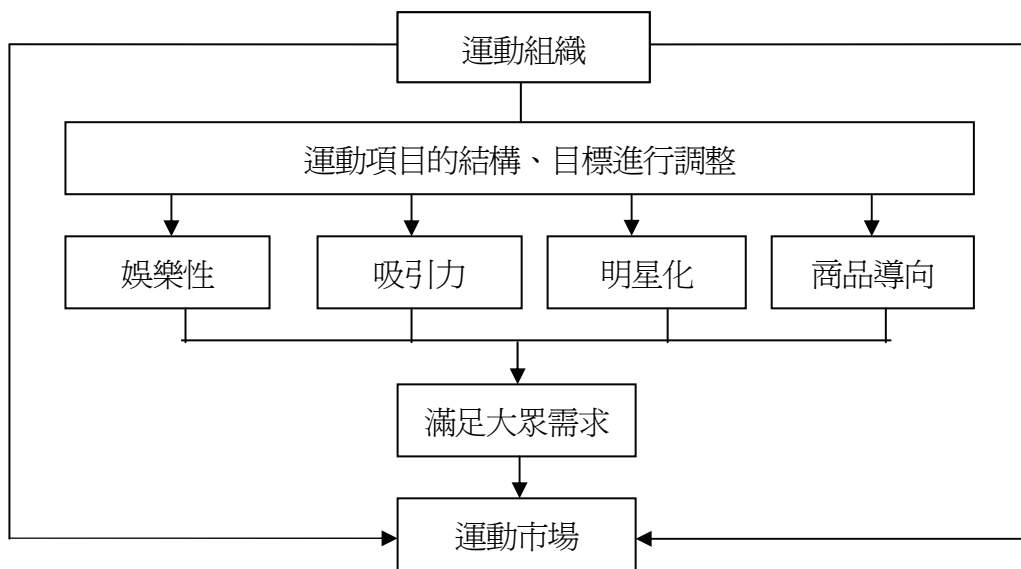 運動組織
運動項目的結構、目標進行調整
娛樂性
吸引力
明星化
商品導向
滿足大眾需求
運動市場